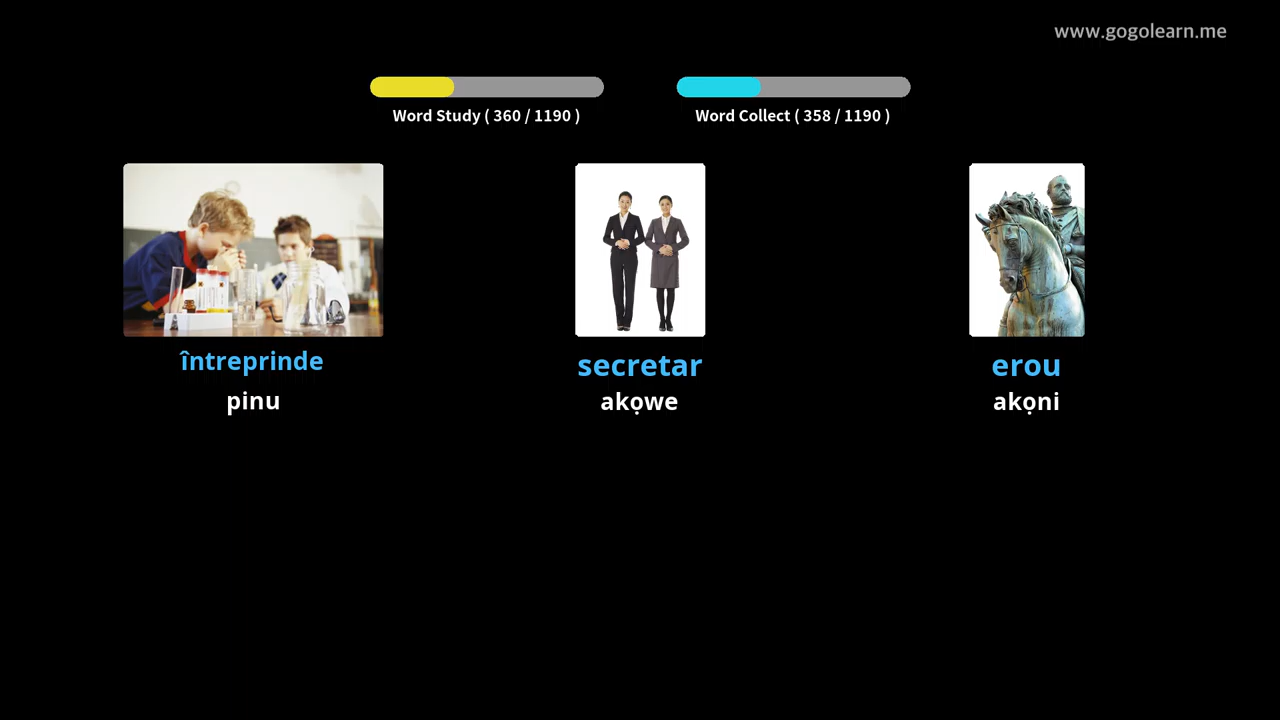 www.gogolearn.me
Word Study ( 360 / 1190 )
Word Collect ( 358 / 1190 )
întreprinde
secretar
erou
pinu
akọwe
akọni